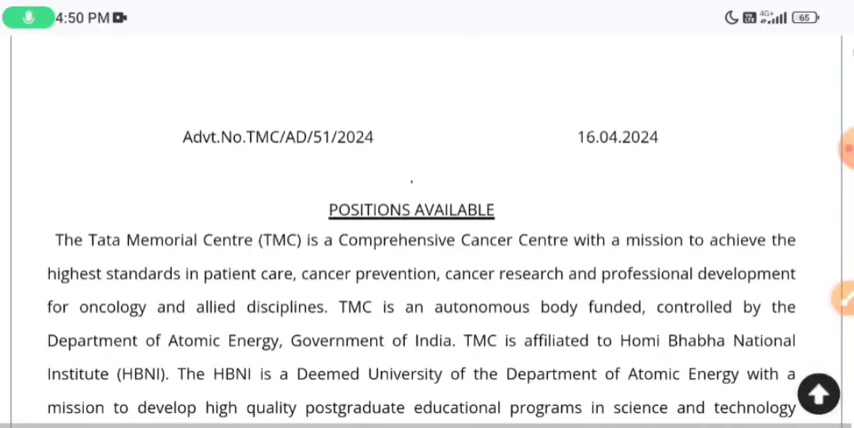 4:50 PM 4G+ 65
Advt.No.TMC/AD/51/2024 16.04.2024
POSITIONS AVAILABLE
The Tata Memorial Centre (TMC) is a Comprehensive Cancer Centre with a mission to achieve the
highest standards in patient care, cancer prevention, cancer research and professional development
for oncology and allied disciplines. TMC is an autonomous body funded, controlled by the
Department of Atomic Energy, Government of India. TMC is affiliated to Homi Bhabha National
Institute (HBNI). The HBNI is a Deemed University of the Department of Atomic Energy with a
mission to develop high quality postgraduate educational programs in science and technology